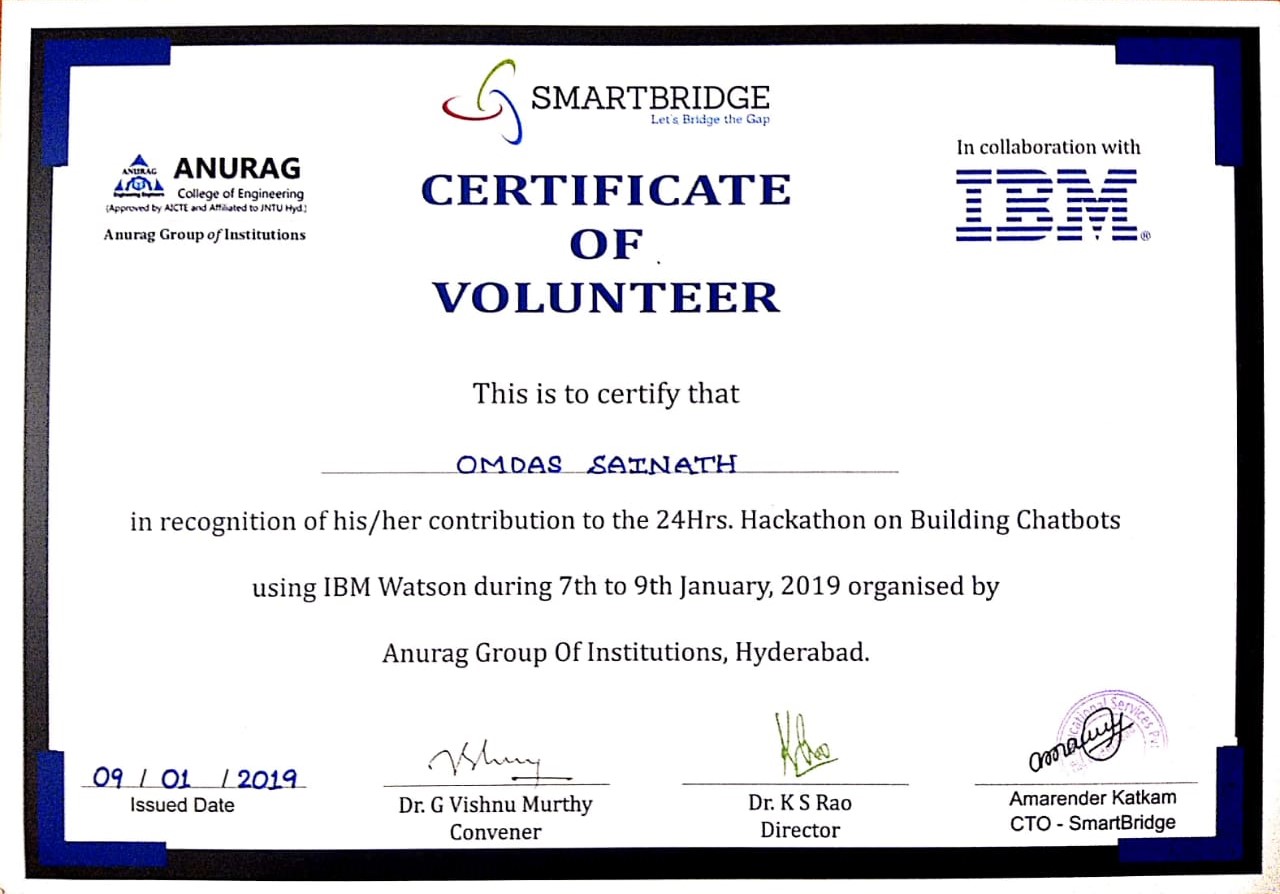 SMARTBRIDGE
Let's Bridge the Gap
ANURAG
ANURAG
College of Engineering
(Approved by AICTE and Affiliated to JNTU Hyd.)
Anurag Group of Institutions
In collaboration with
IBM®
CERTIFICATE
OF
VOLUNTEER
This is to certify that
OMDAS SAINATH
in recognition of his/her contribution to the 24Hrs. Hackathon on Building Chatbots
using IBM Watson during 7th to 9th January, 2019 organised by
Anurag Group Of Institutions, Hyderabad.
09 / 01 / 2019
Issued Date
Dr. G Vishnu Murthy
Convener
KSRao
Dr. K S Rao
Director
Services
Amarender Katkam
CTO - SmartBridge